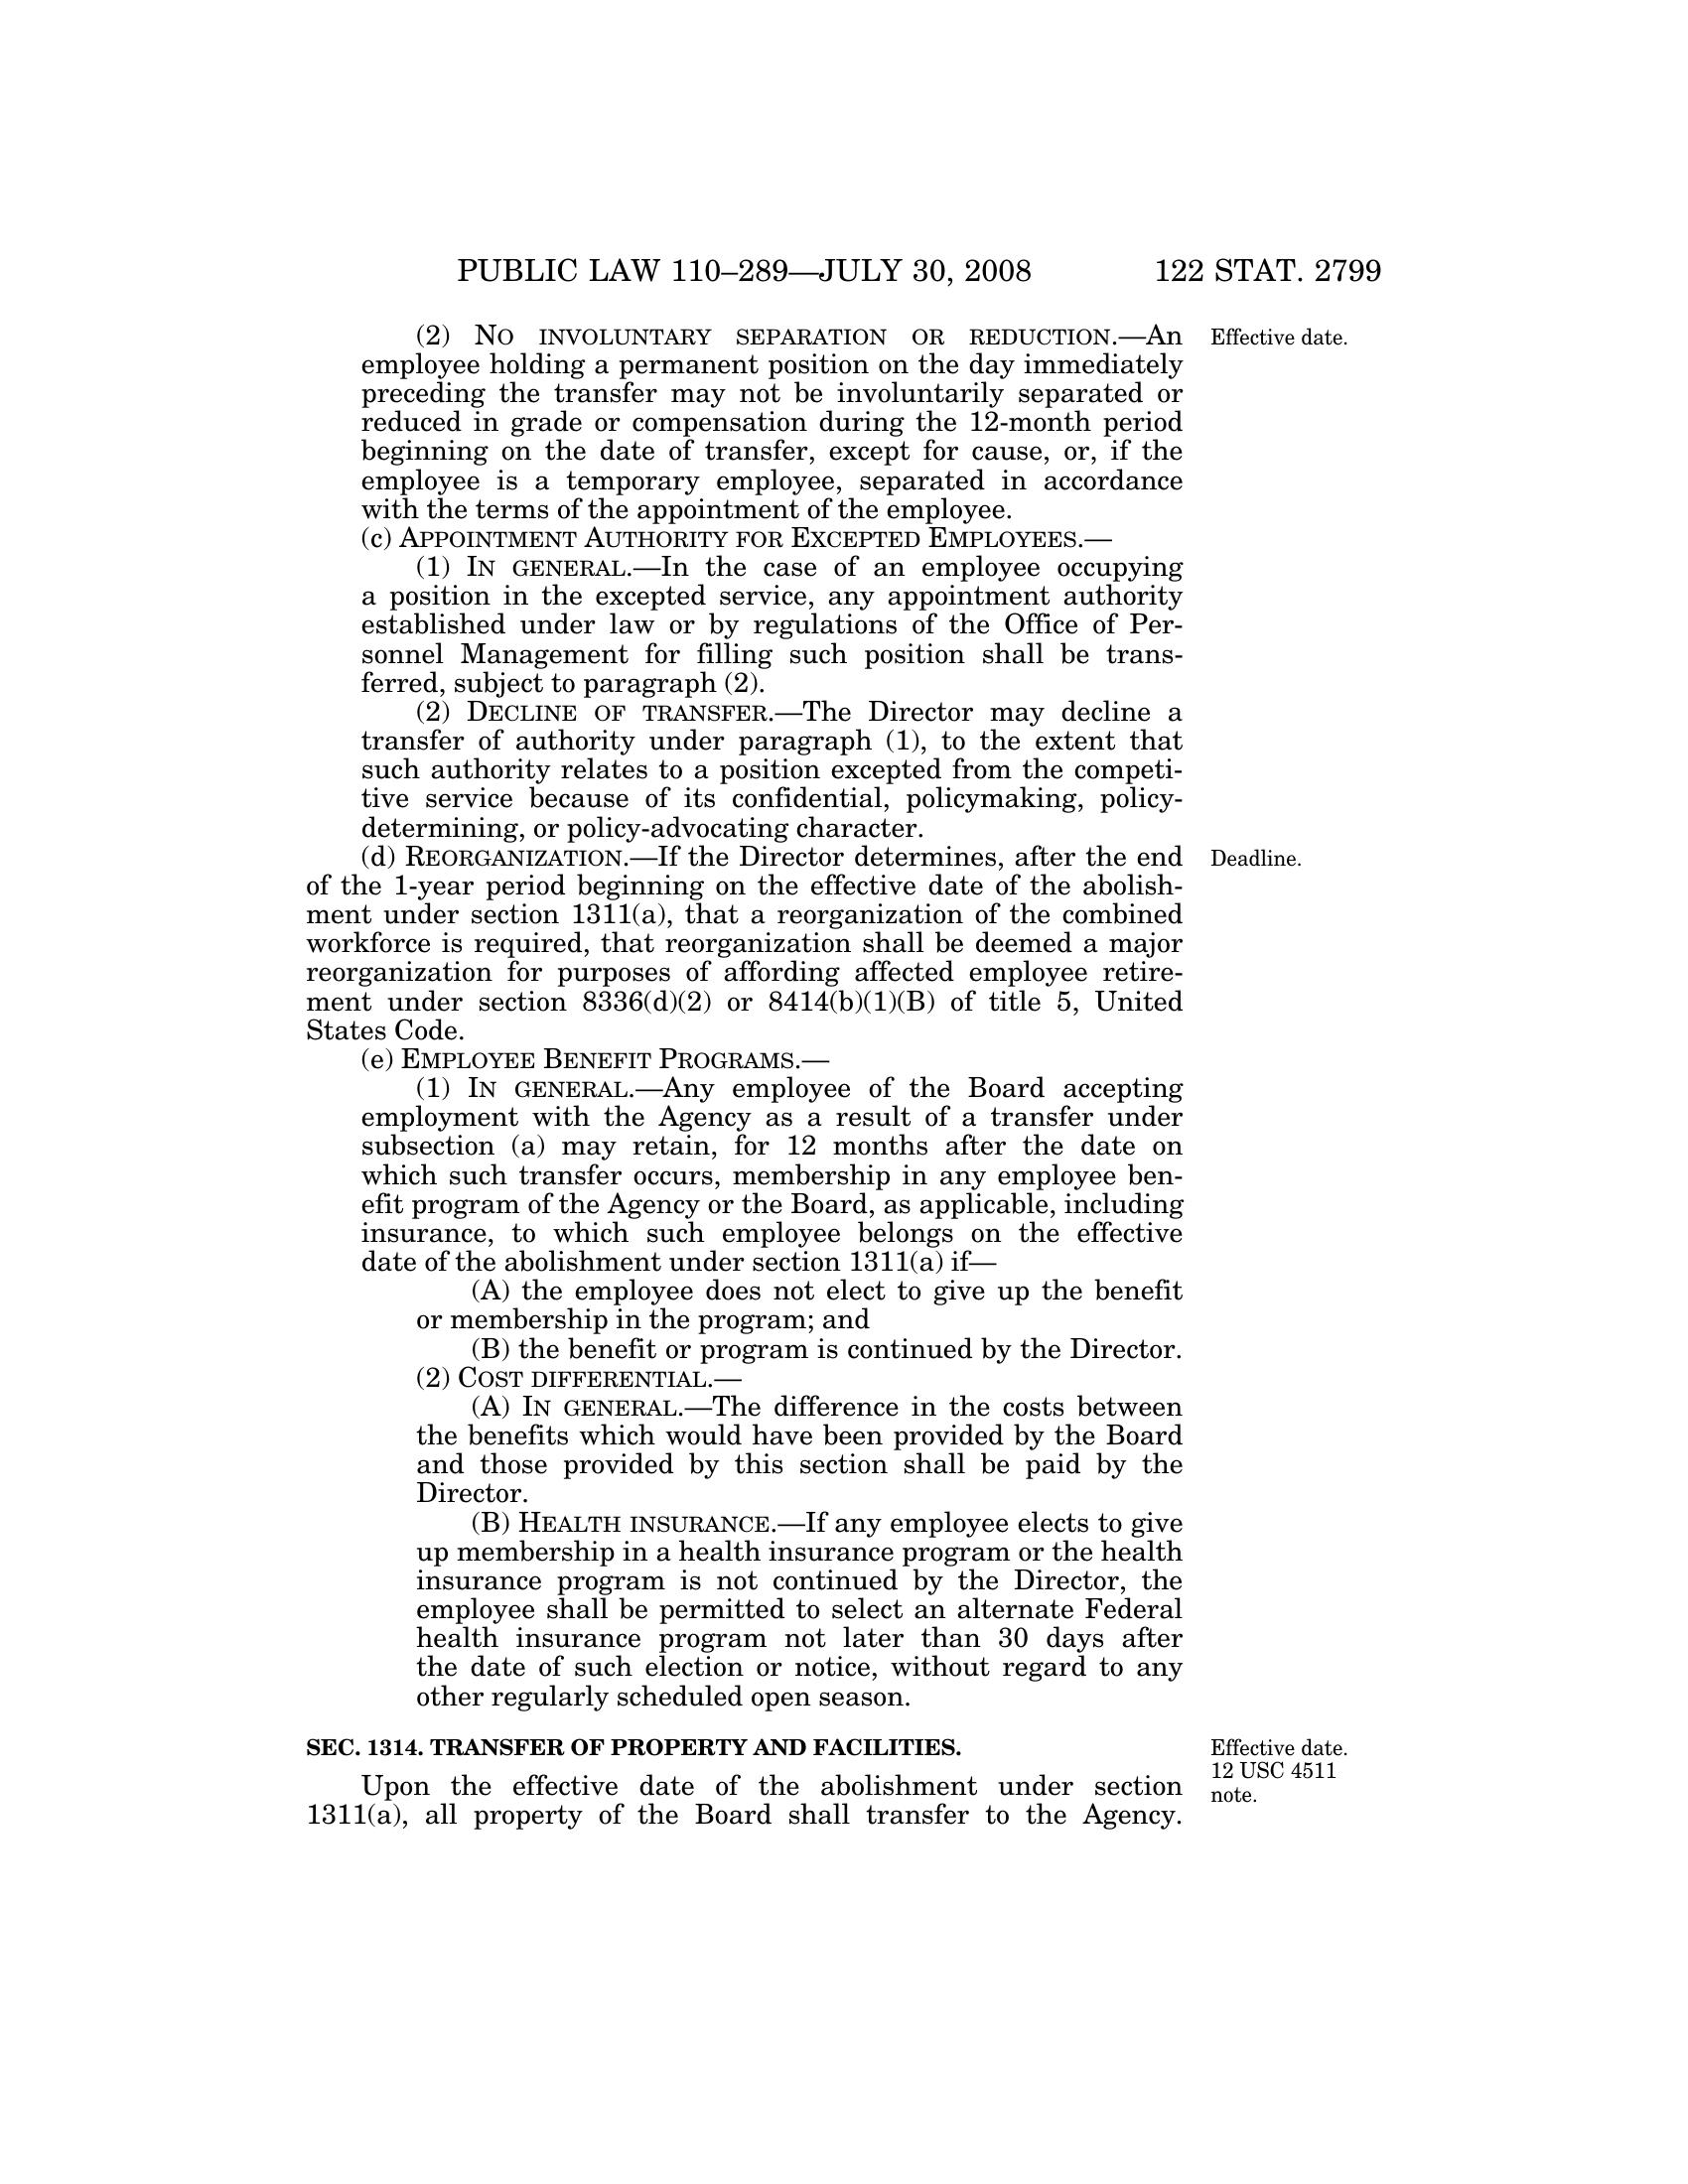 PUBLIC LAW 110–289—JULY 30, 2008 122 STAT. 2799
(2) NO INVOLUNTARY SEPARATION OR REDUCTION.—An
employee holding a permanent position on the day immediately
preceding the transfer may not be involuntarily separated or
reduced in grade or compensation during the 12-month period
beginning on the date of transfer, except for cause, or, if the
employee is a temporary employee, separated in accordance
with the terms of the appointment of the employee.
Effective date.
(c) APPOINTMENT AUTHORITY FOR EXCEPTED EMPLOYEES.—
(1) IN GENERAL.—In the case of an employee occupying
a position in the excepted service, any appointment authority
established under law or by regulations of the Office of Per-
sonnel Management for filling such position shall be trans-
ferred, subject to paragraph (2).
(2) DECLINE OF TRANSFER.—The Director may decline a
transfer of authority under paragraph (1), to the extent that
such authority relates to a position excepted from the competi-
tive service because of its confidential, policymaking, policy-
determining, or policy-advocating character.
(d) REORGANIZATION.—If the Director determines, after the end
of the 1-year period beginning on the effective date of the abolish-
ment under section 1311(a), that a reorganization of the combined
workforce is required, that reorganization shall be deemed a major
reorganization for purposes of affording affected employee retire-
ment under section 8336(d)(2) or 8414(b)(1)(B) of title 5, United
States Code.
Deadline.
(e) EMPLOYEE BENEFIT PROGRAMS.—
(1) IN GENERAL.—Any employee of the Board accepting
employment with the Agency as a result of a transfer under
subsection (a) may retain, for 12 months after the date on
which such transfer occurs, membership in any employee ben-
efit program of the Agency or the Board, as applicable, including
insurance, to which such employee belongs on the effective
date of the abolishment under section 1311(a) if—
(A) the employee does not elect to give up the benefit
or membership in the program; and
(B) the benefit or program is continued by the Director.
(2) COST DIFFERENTIAL.—
(A) IN GENERAL.—The difference in the costs between
the benefits which would have been provided by the Board
and those provided by this section shall be paid by the
Director.
(B) HEALTH INSURANCE.—If any employee elects to give
up membership in a health insurance program or the health
insurance program is not continued by the Director, the
employee shall be permitted to select an alternate Federal
health insurance program not later than 30 days after
the date of such election or notice, without regard to any
other regularly scheduled open season.
SEC. 1314. TRANSFER OF PROPERTY AND FACILITIES.
Upon the effective date of the abolishment under section
1311(a), all property of the Board shall transfer to the Agency.
Effective date.
12 USC 4511
note.